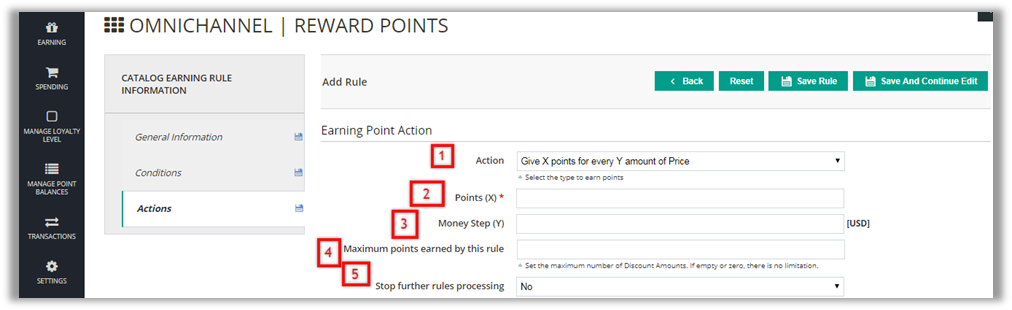 OMNICHANNEL | REWARD POINTS
EARNING
SPENDING
MANAGE LOYALTY
LEVEL
MANAGE POINT
BALANCES
TRANSACTIONS
SETTINGS
CATALOG EARNING RULE
INFORMATION
General Information
Conditions
Actions
Add Rule
< Back
Reset
Save Rule
Save And Continue Edit
Earning Point Action
1 Action Give X points for every Y amount of Price
Select the type to earn points
2 Points (X) *
3 Money Step (Y) [USD]
4 Maximum points earned by this rule
Set the maximum number of Discount Amounts. If empty or zero, there is no limitation.
5 Stop further rules processing No